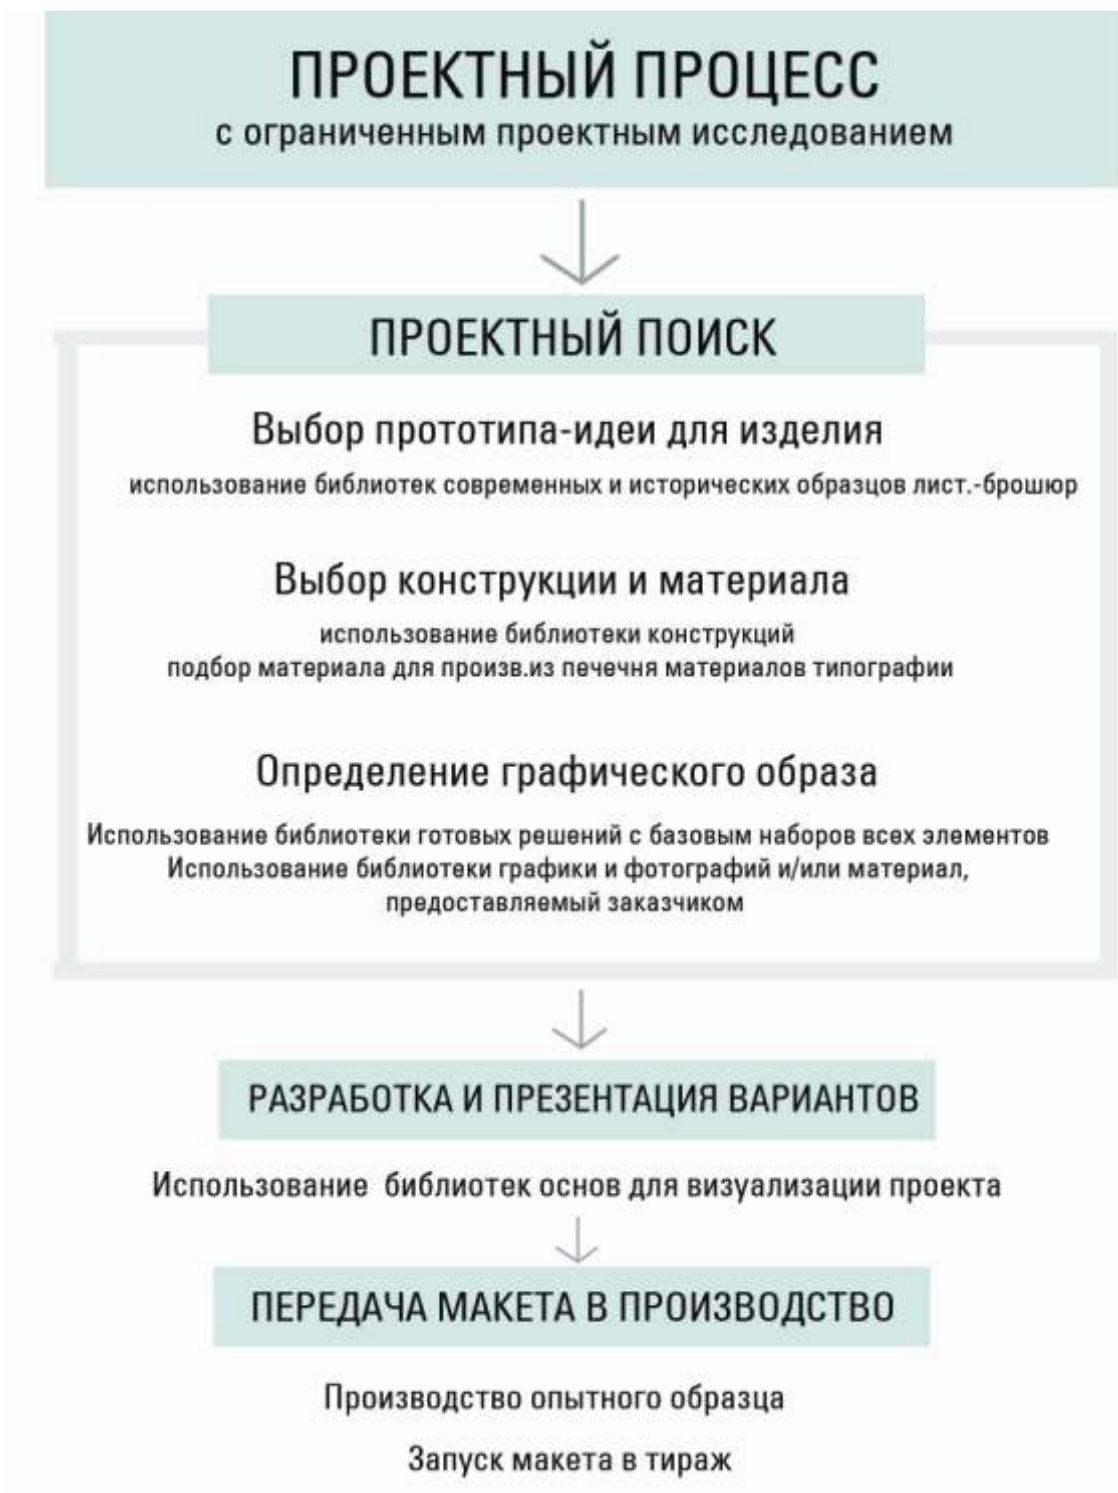 ПРОЕКТНЫЙ ПРОЦЕСС
с ограниченным проектным исследованием
ПРОЕКТНЫЙ ПОИСК
Выбор прототипа-идеи для изделия
использование библиотек современных и исторических образцов лист.-брошюр
Выбор конструкции и материала
использование библиотеки конструкций
подбор материала для произв.из печечня материалов типографии
Определение графического образа
Использование библиотеки готовых решений с базовым наборов всех элементов
Использование библиотеки графики и фотографий и/или материал,
предоставляемый заказчиком
РАЗРАБОТКА И ПРЕЗЕНТАЦИЯ ВАРИАНТОВ
Использование библиотек основ для визуализации проекта
ПЕРЕДАЧА МАКЕТА В ПРОИЗВОДСТВО
Производство опытного образца
Запуск макета в тираж